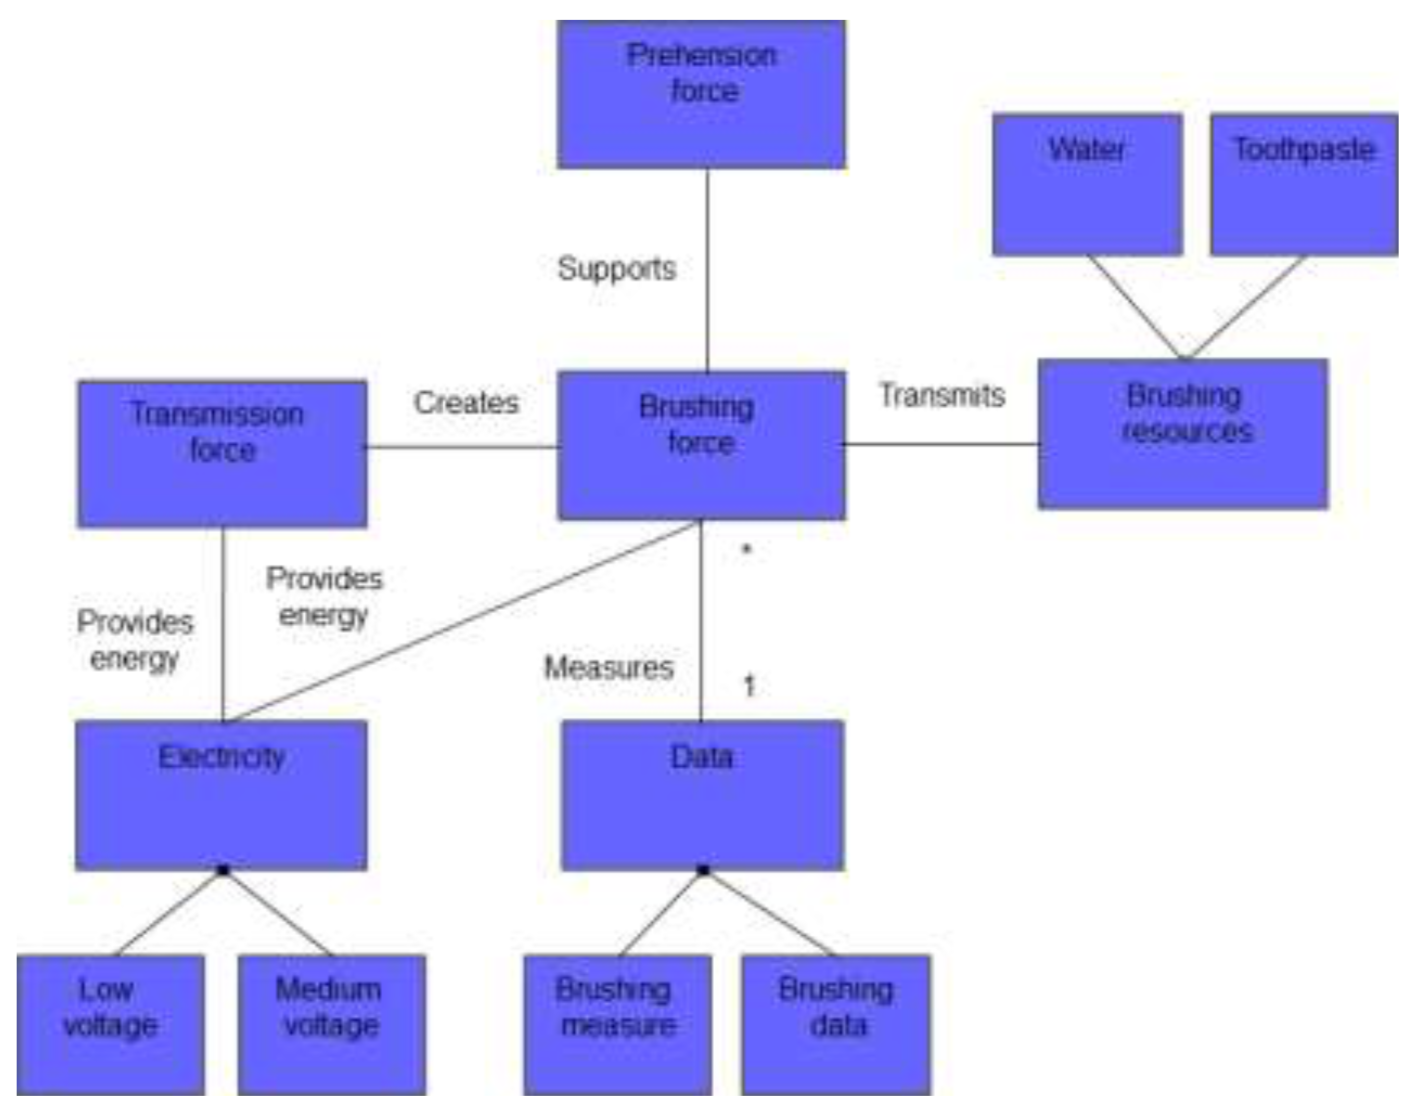 Prehension
force
Water
Toothpaste
Supports
Transmission
force
Creates
Brushing
force
Transmits
Brushing
resources
Provides
energy
Provides
energy
*
Measures
1
Electricity
Data
Low
voltage
Medium
voltage
Brushing
measure
Brushing
data